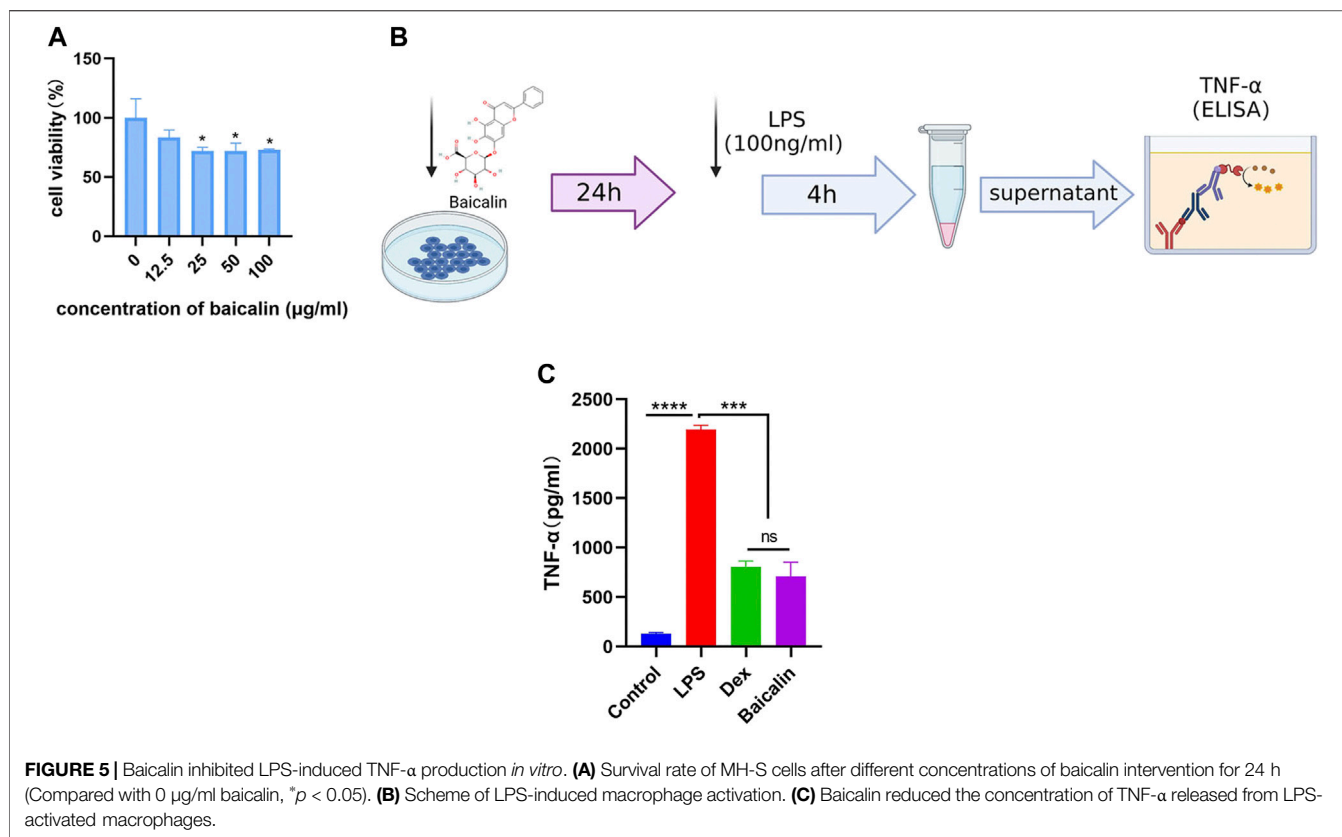 A
150
100
50
0
cell viability (%)
*
*
*
0
12.5
25
50
100
concentration of baicalin (μg/ml)
B
Baicalin
24h
LPS
(100ng/ml)
4h
supernatant
TNF-α
(ELISA)
C
2500
2000
1500
1000
500
0
TNF-α(pg/ml)
****
***
ns
Control
LPS
Dex
Baicalin
FIGURE 5 | Baicalin inhibited LPS-induced TNF-α production in vitro. (A) Survival rate of MH-S cells after different concentrations of baicalin intervention for 24 h
(Compared with 0 μg/ml baicalin, *p < 0.05). (B) Scheme of LPS-induced macrophage activation. (C) Baicalin reduced the concentration of TNF-α released from LPS-
activated macrophages.